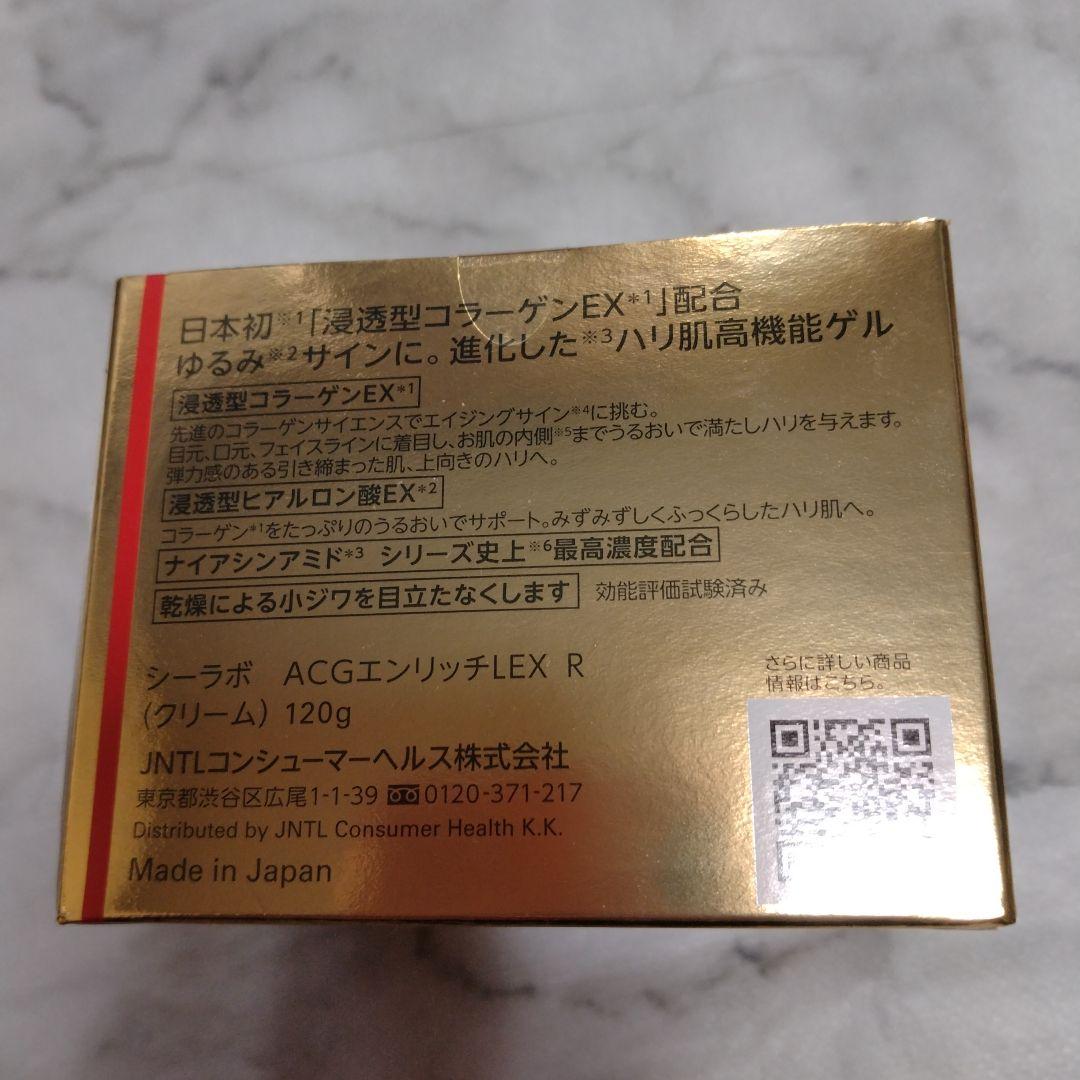 日本初※1「浸透型コラーゲンEX*1」配合
ゆるみ※2サインに。進化した※3ハリ肌高機能ゲル
浸透型コラーゲンEX*1
先進のコラーゲンサイエンスでエイジングサイン※4に挑む。
目元、口元、フェイスラインに着目し、お肌の内側※5までうるおいで満たしハリを与えます。
弾力感のある引き締まった肌、上向きのハリへ。
浸透型ヒアルロン酸EX*2
コラーゲン*1をたっぷりのうるおいでサポート。みずみずしくふっくらしたハリ肌へ。
ナイアシンアミド*3 シリーズ史上※6最高濃度配合
乾燥による小ジワを目立たなくします 効能評価試験済み
シーラボ ACGエンリッチLEX R
(クリーム) 120g
さらに詳しい商品
情報はこちら。
JNTLコンシューマーヘルス株式会社
東京都渋谷区広尾1-1-39 0120-371-217
Distributed by JNTL Consumer Health K.K.
Made in Japan